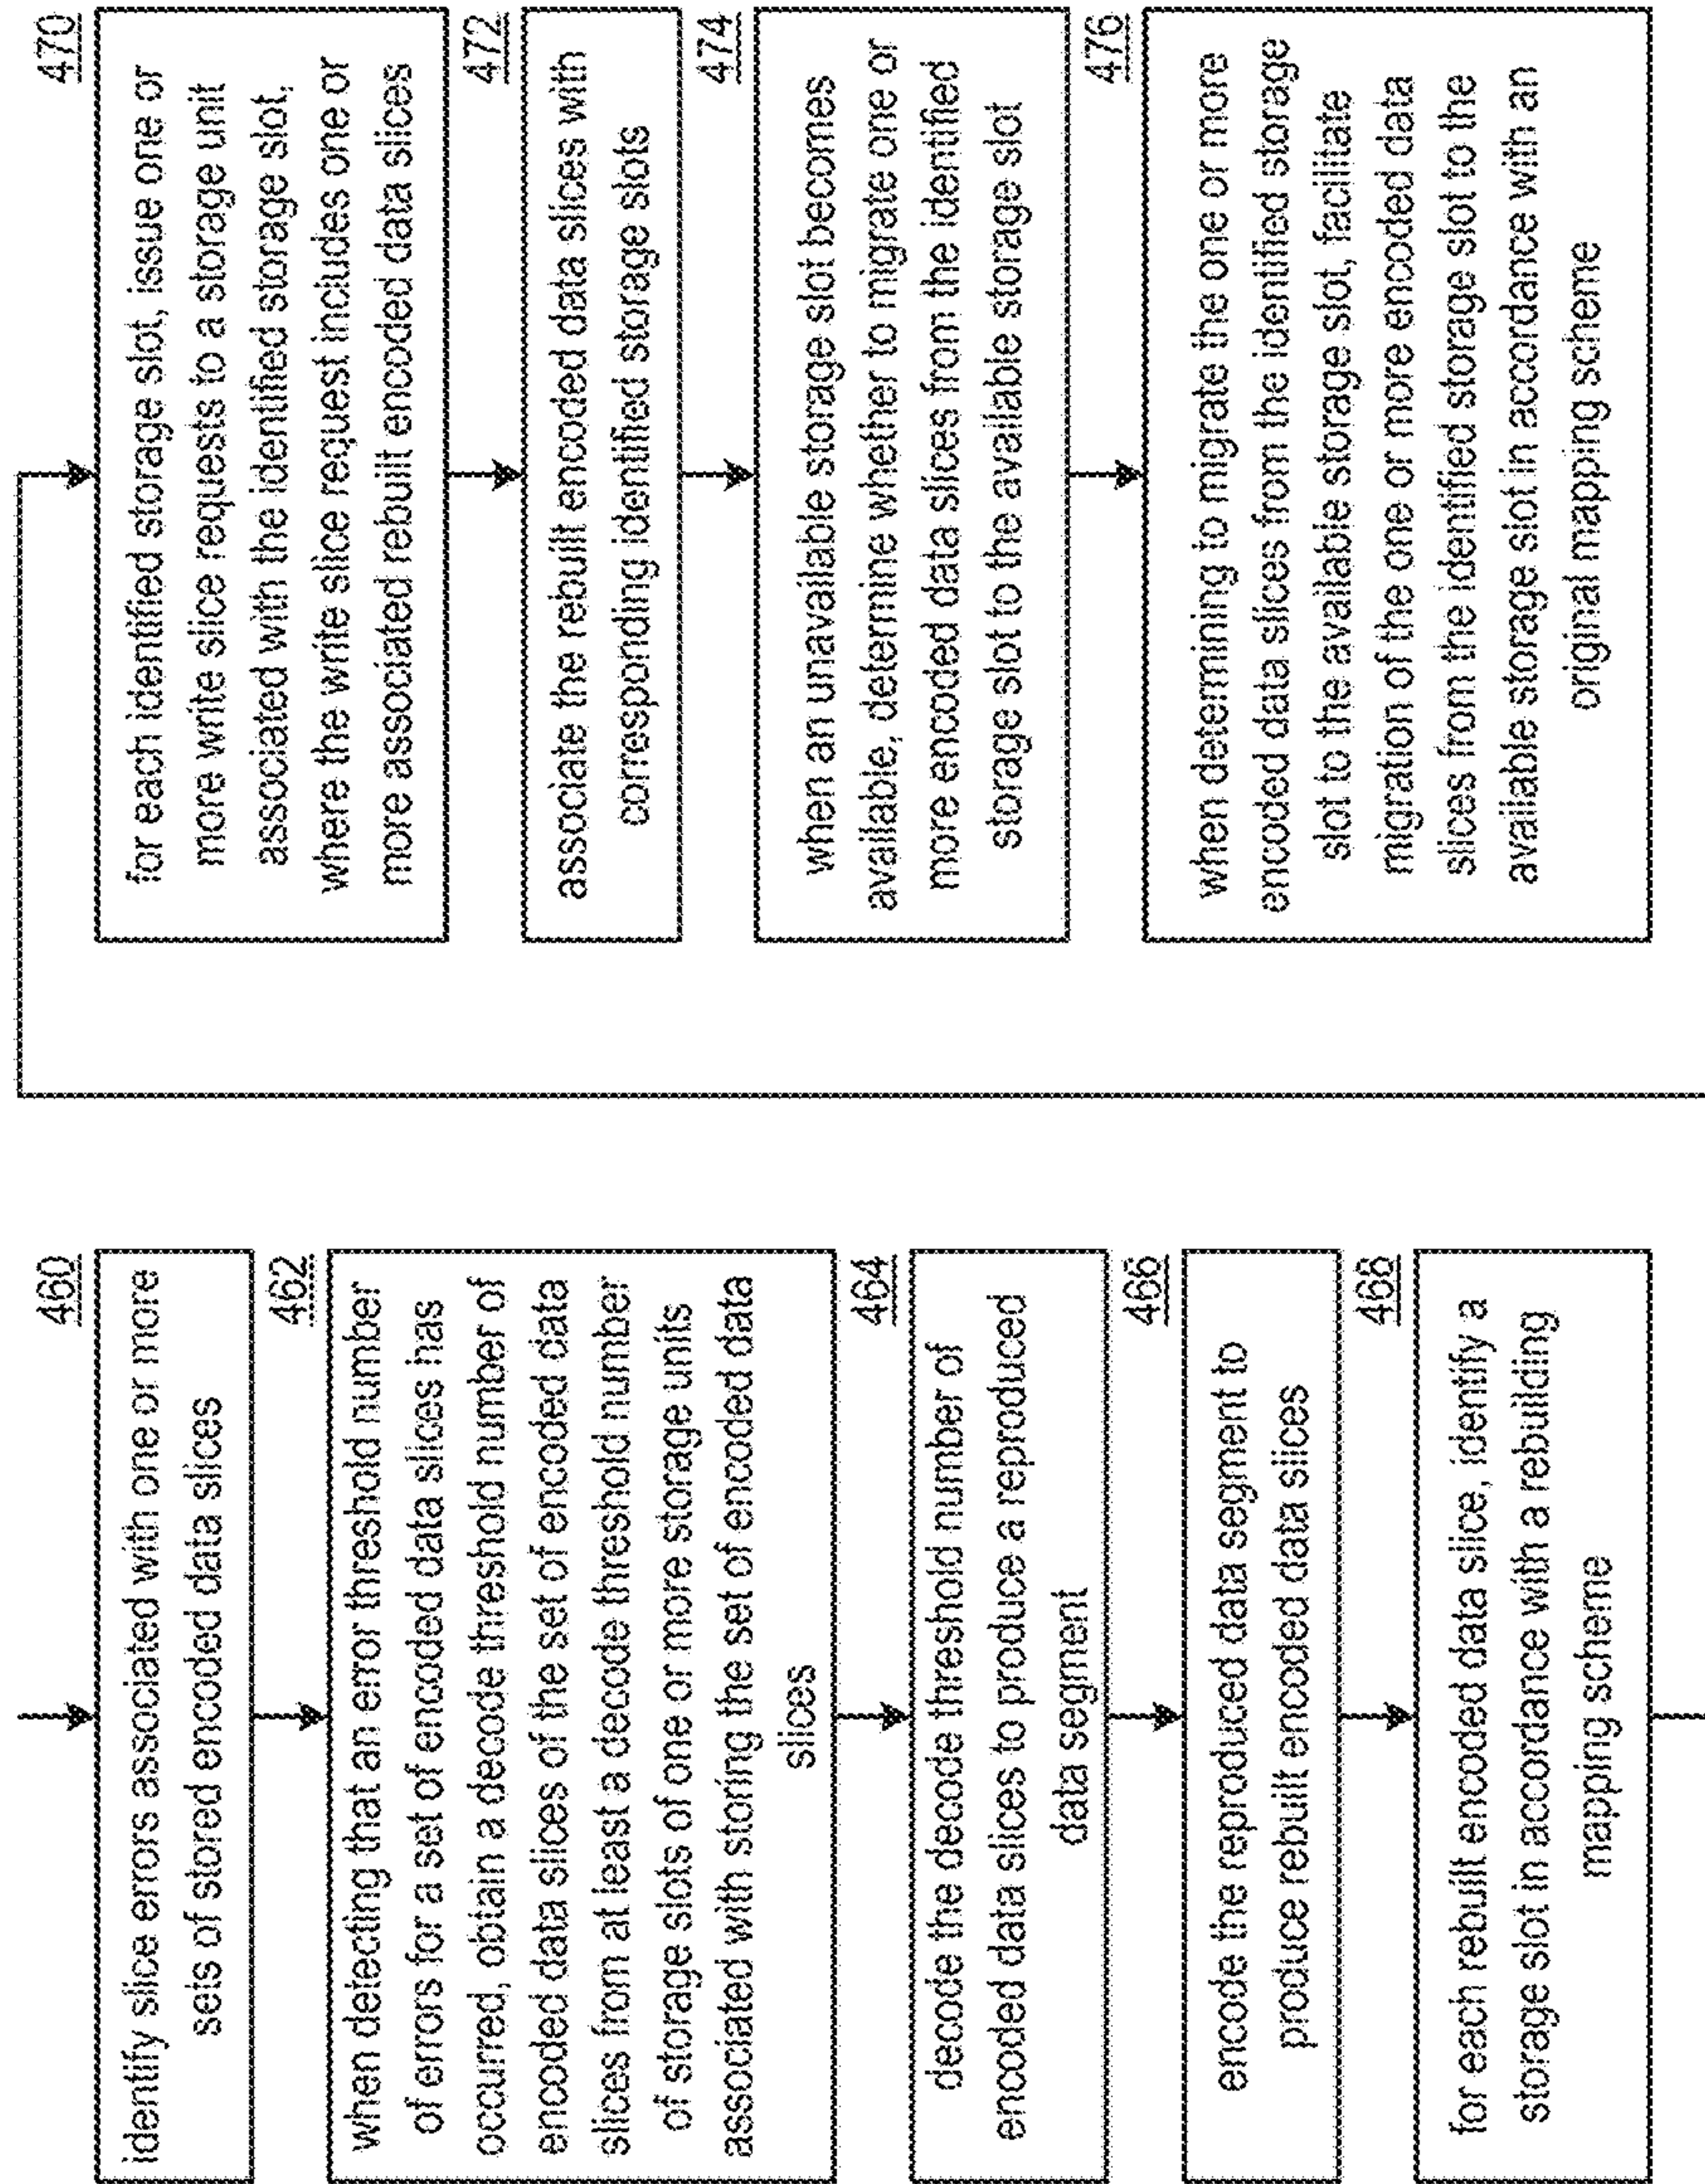 460
identify slice errors associated with one or more
sets of stored encoded data slices
462
when detecting that an error threshold number
of errors for a set of encoded data slices has
occurred, obtain a decode threshold number of
encoded data slices of the set of encoded data
slices from at least a decode threshold number
of storage slots of one or more storage units
associated with storing the set of encoded data
slices
464
decode the decode threshold number of
encoded data slices to produce a reproduced
data segment
466
encode the reproduced data segment to
produce rebuilt encoded data slices
468
for each rebuilt encoded data slice, identify a
storage slot in accordance with a rebuilding
mapping scheme
470
for each identified storage slot, issue one or
more write slice requests to a storage unit
associated with the identified storage slot,
where the write slice request includes one or
more associated rebuilt encoded data slices
472
associate the rebuilt encoded data slices with
corresponding identified storage slots
474
when an unavailable storage slot becomes
available, determine whether to migrate one or
more encoded data slices from the identified
storage slot to the available storage slot
476
when determining to migrate the one or more
encoded data slices from the identified storage
slot to the available storage slot, facilitate
migration of the one or more encoded data
slices from the identified storage slot to the
available storage slot in accordance with an
original mapping scheme